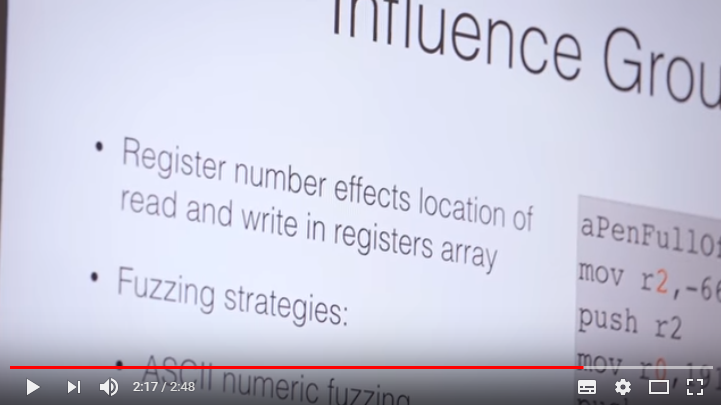 Influence Grou
Register number effects location of
read and write in registers array
Fuzzing strategies:
ASCII numeric fuzzing
aPenFullOf
mov r2,-66
push r2
mov r0,
2:17 / 2:48